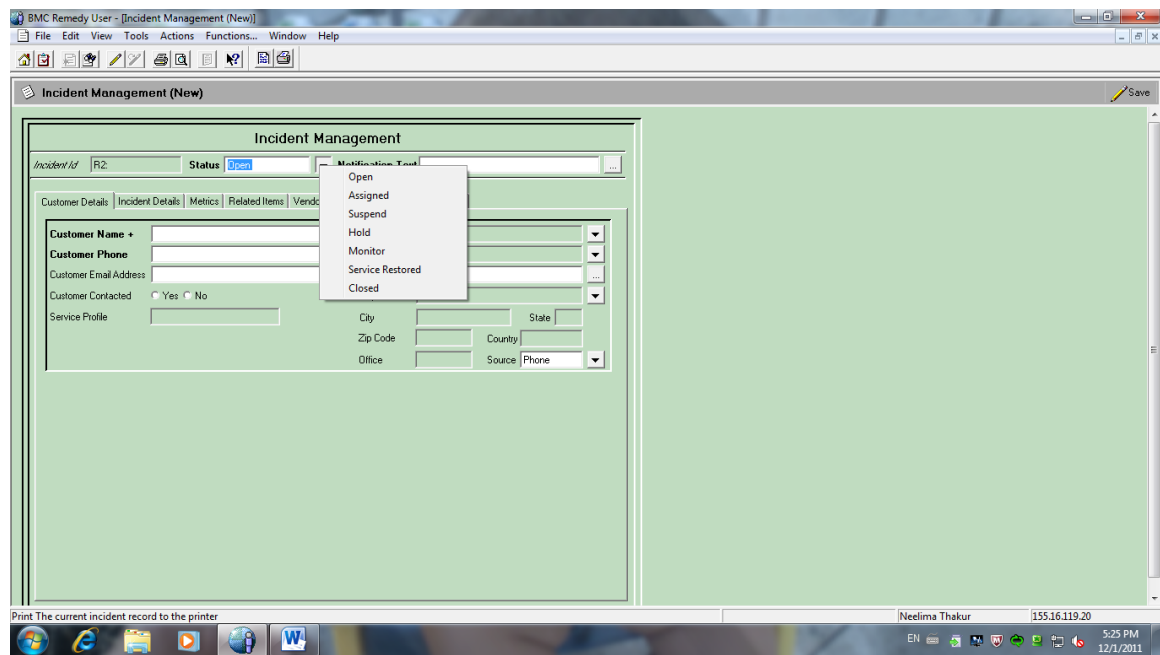 BMC Remedy User - [Incident Management (New)]
File Edit View Tools Actions Functions... Window Help
Incident Management (New) Save
Incident Management
Incident Id R2: Status Open Notification Text ...
Open
Assigned
Suspend
Hold
Monitor
Service Restored
Closed
Customer Details Incident Details Metrics Related Items
Customer Name +
Customer Phone
Customer Email Address ...
Customer Contacted Yes No
Service Profile City State
Zip Code Country
Office Source Phone
Print The current incident record to the printer Neelima Thakur 155.16.119.20
EN 5:25 PM
12/1/2011